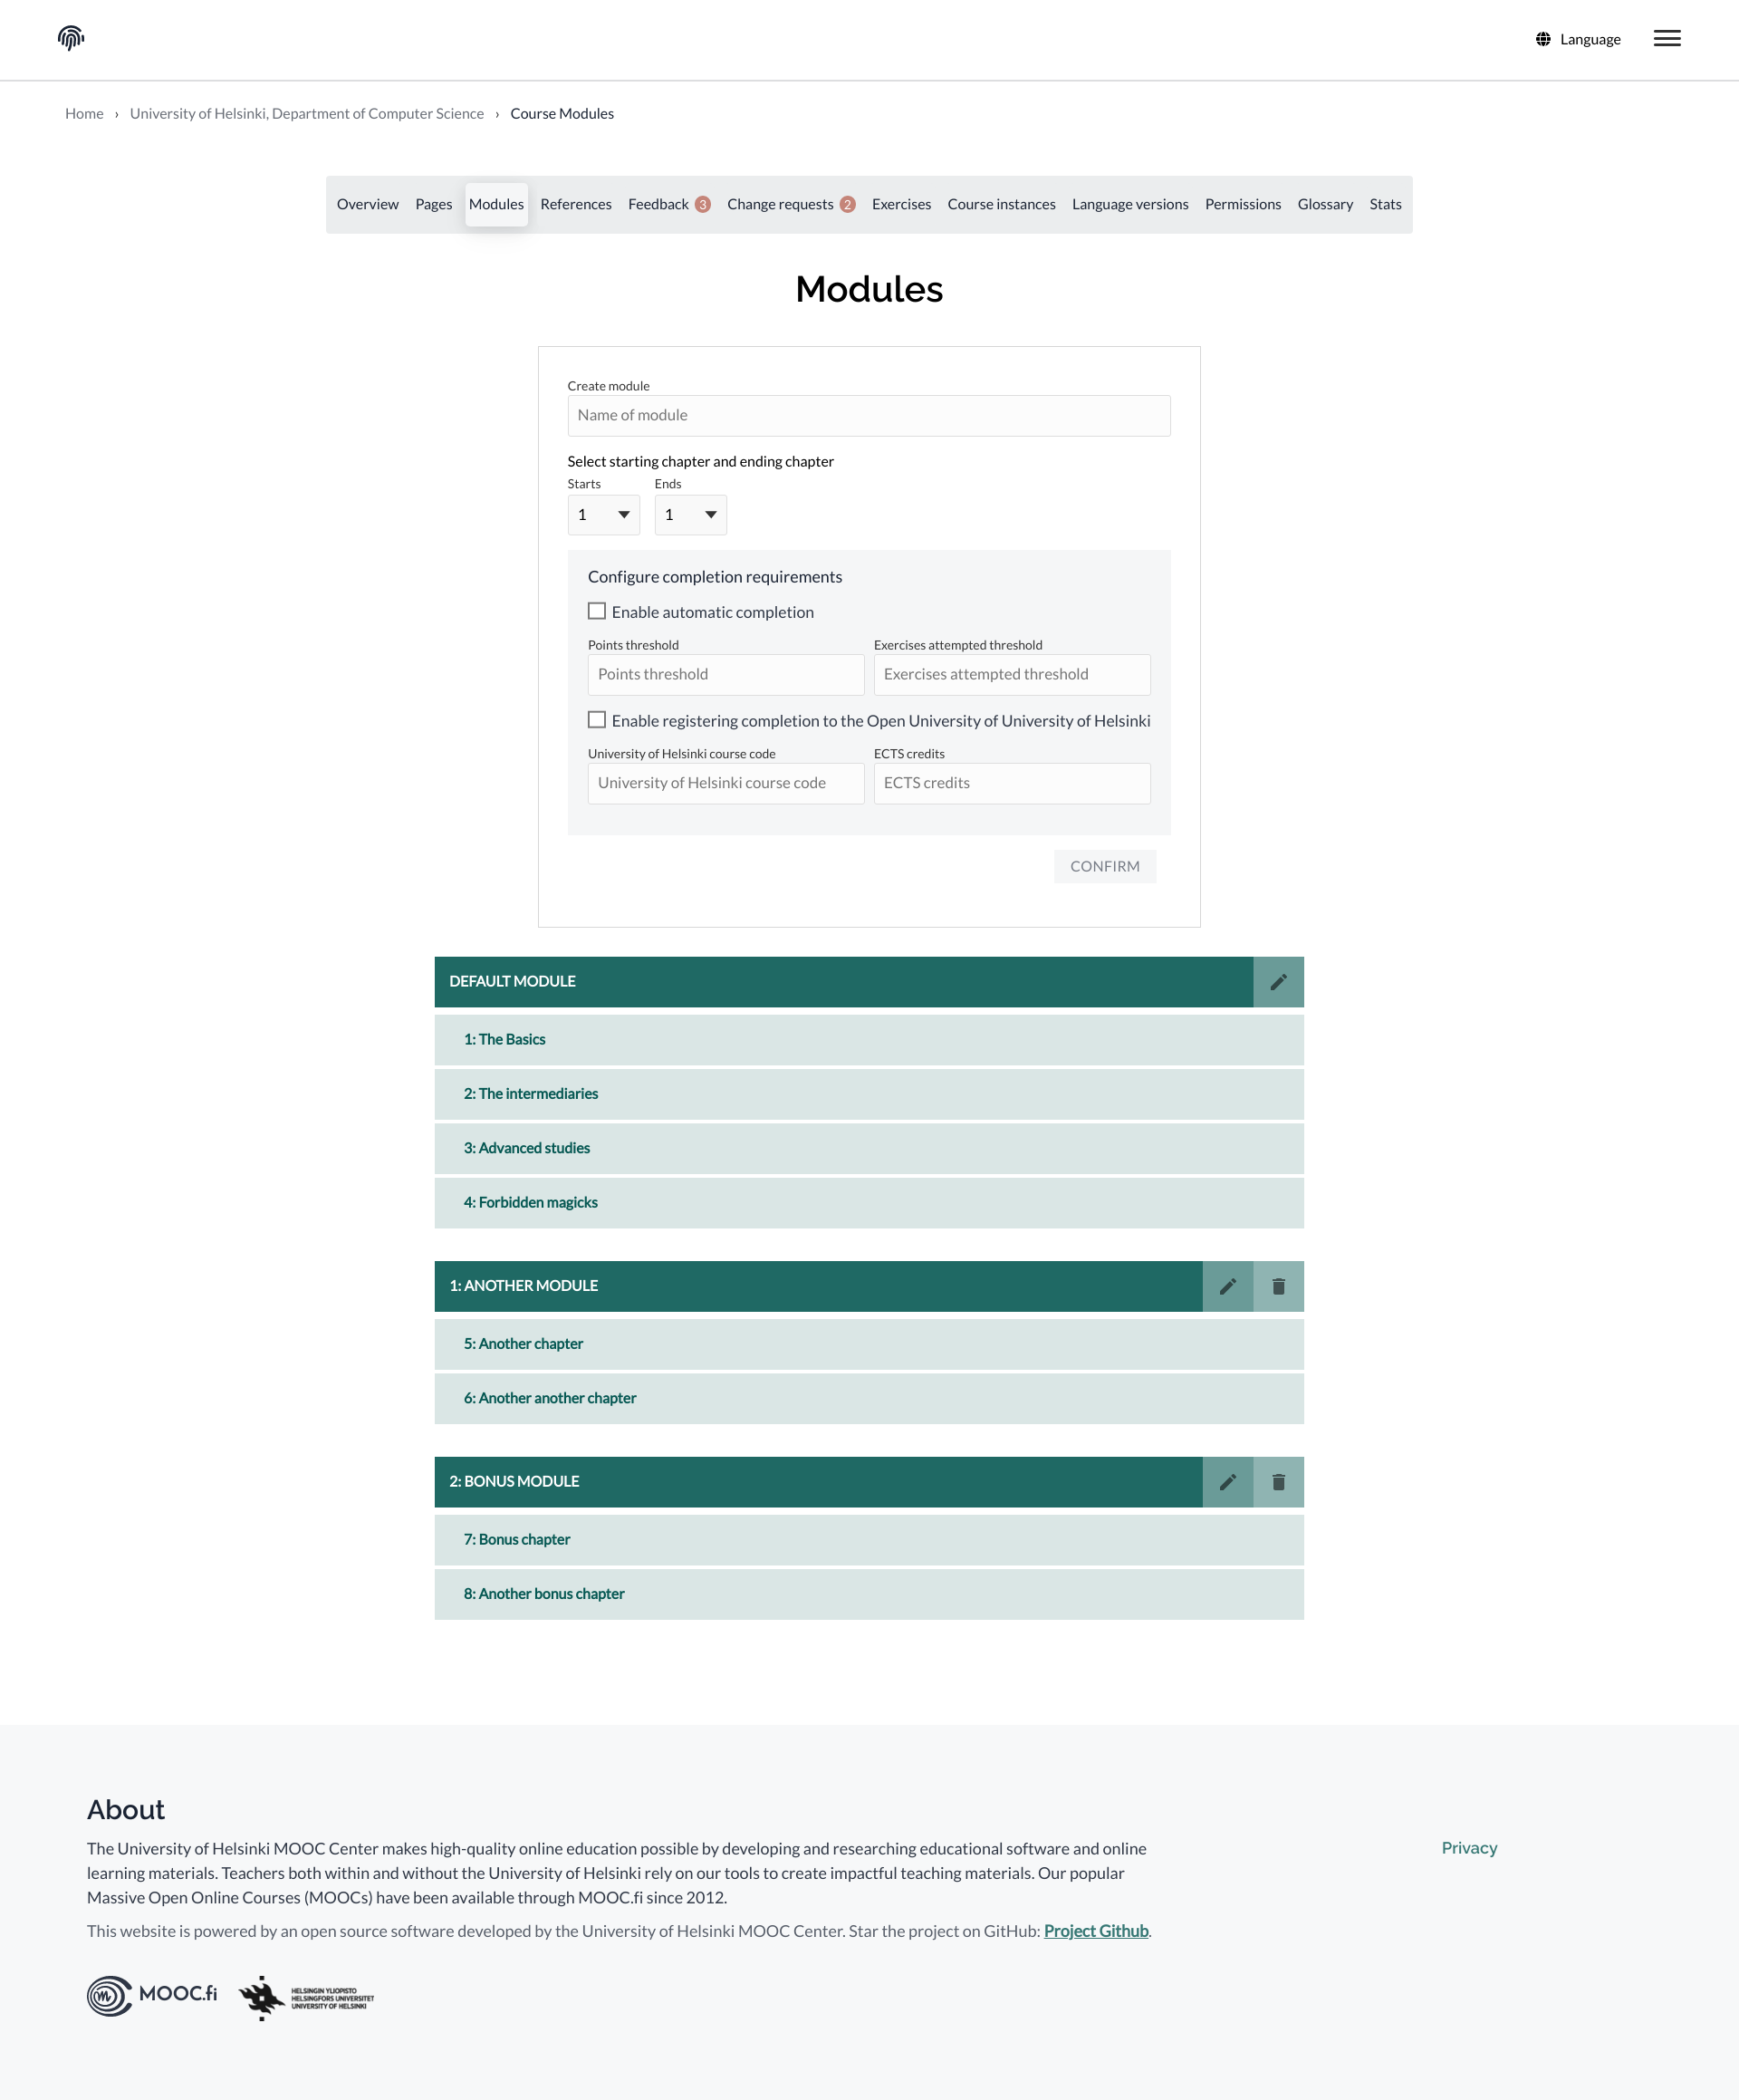 Language
Home › University of Helsinki, Department of Computer Science › Course Modules
Overview Pages Modules References Feedback 3 Change requests 2 Exercises Course instances Language versions Permissions Glossary Stats
Modules
Create module
Name of module
Select starting chapter and ending chapter
Starts Ends
1 1
Configure completion requirements
Enable automatic completion
Points threshold Exercises attempted threshold
Points threshold Exercises attempted threshold
Enable registering completion to the Open University of University of Helsinki
University of Helsinki course code ECTS credits
University of Helsinki course code ECTS credits
CONFIRM
DEFAULT MODULE
1: The Basics
2: The intermediaries
3: Advanced studies
4: Forbidden magicks
1: ANOTHER MODULE
5: Another chapter
6: Another another chapter
2: BONUS MODULE
7: Bonus chapter
8: Another bonus chapter
About
The University of Helsinki MOOC Center makes high-quality online education possible by developing and researching educational software and online
learning materials. Teachers both within and without the University of Helsinki rely on our tools to create impactful teaching materials. Our popular
Massive Open Online Courses (MOOCs) have been available through MOOC.fi since 2012.
This website is powered by an open source software developed by the University of Helsinki MOOC Center. Star the project on GitHub: Project Github.
Privacy
MOOC.fi
HELSINGIN YLIOPISTO
HELSINGFORS UNIVERSITET
UNIVERSITY OF HELSINKI